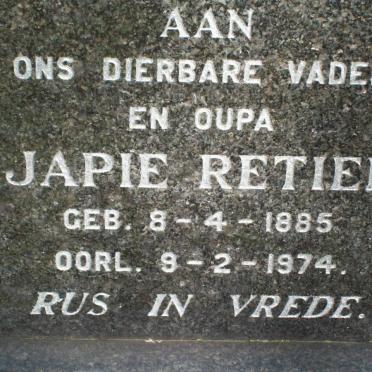 AAN
ONS DIERBARE VADE
EN OUPA
JAPIE RETIE
GEB. 8-4-1885
OORL. 9-2-1974.
RUS IN VREDE.